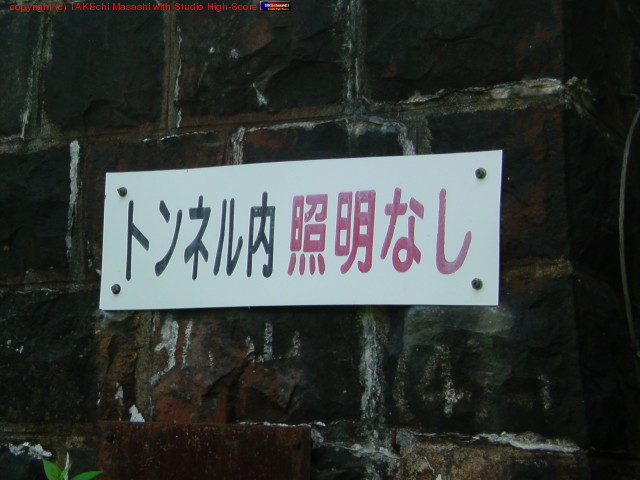 copyright (c) TAKEchi Masashi with Studio High-Score
トンネル内 照明なし